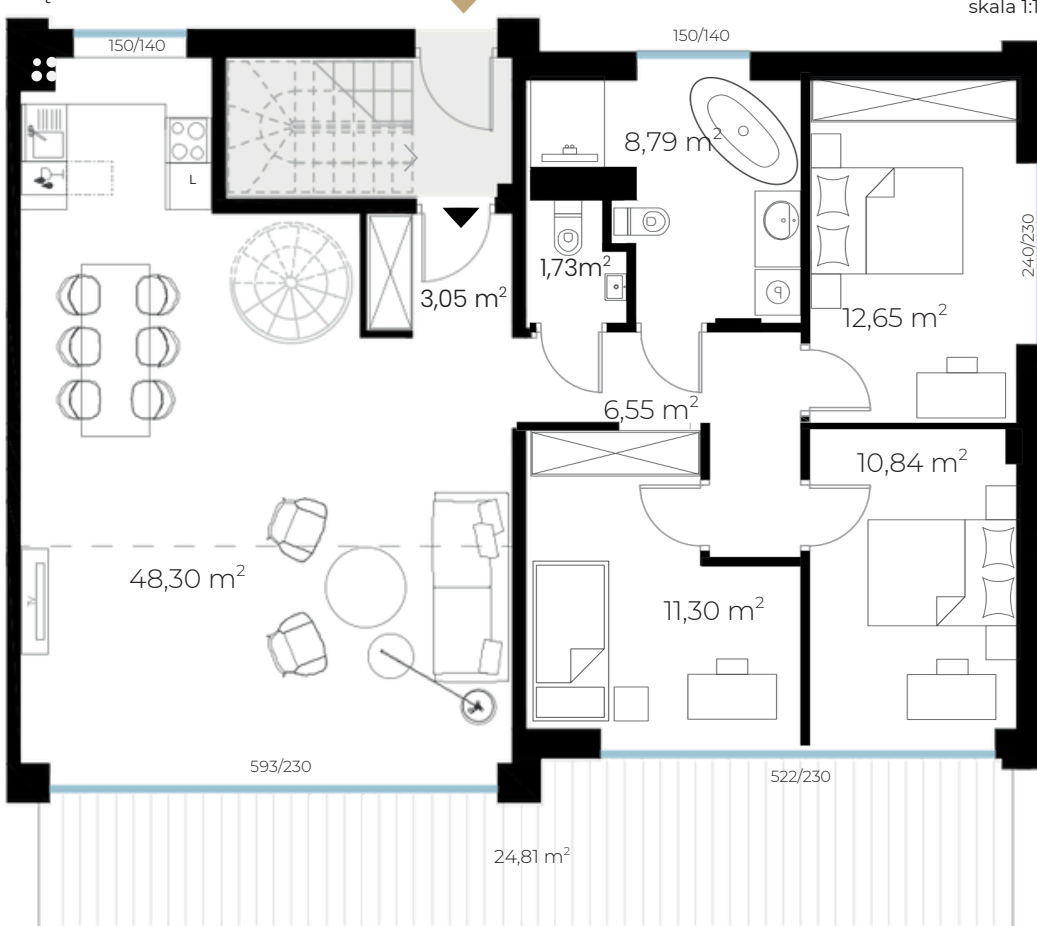 skala 1:1
150/140
150/140
8,79 m²
L
240/230
1,73m²
3,05 m²
P
12,65 m²
6,55 m²
10,84 m²
48,30 m²
TV
11,30 m²
593/230
522/230
24,81 m²